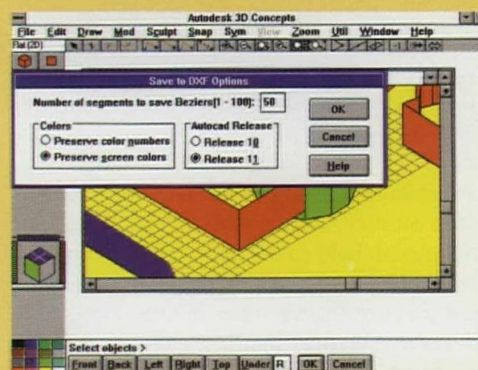 Autodesk 3D Concepts
File Edit Draw Mod Sculpt Snap Sym View Zoom Util Window Help
Flat (2D)
Save to DXF Options
Number of segments to save Beziers[1 - 100]: 50
OK
Colors
Preserve color numbers
Preserve screen colors
Autocad Release
Release 10
Release 11
Cancel
Help
Select objects >
Front Back Left Right Top Under R OK Cancel